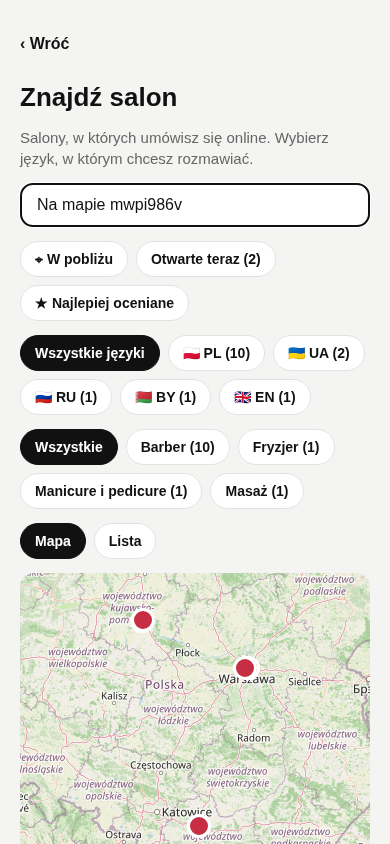 ‹ Wróć
Znajdź salon
Salony, w których umówisz się online. Wybierz
język, w którym chcesz rozmawiać.
Na mapie mwpi986v
⌖ W pobliżu
Otwarte teraz (2)
★ Najlepiej oceniane
Wszystkie języki
🇵🇱 PL (10)
🇺🇦 UA (2)
🇷🇺 RU (1)
🇧🇾 BY (1)
🇬🇧 EN (1)
Wszystkie
Barber (10)
Fryzjer (1)
Manicure i pedicure (1)
Masaż (1)
Mapa
Lista
województwo
podlaskie
województwo
kujawsko-
pom
województwo
wielkopolskie
Płock
Warszawa
Siedlce
Polska
Kalisz
województwo
łódzkie
Radom
województwo
lubelskie
Częstochowa
województwo
świętokrzyskie
województwo
opolskie
Katowice
Ostrava
województwo
województwo
podkarpackie